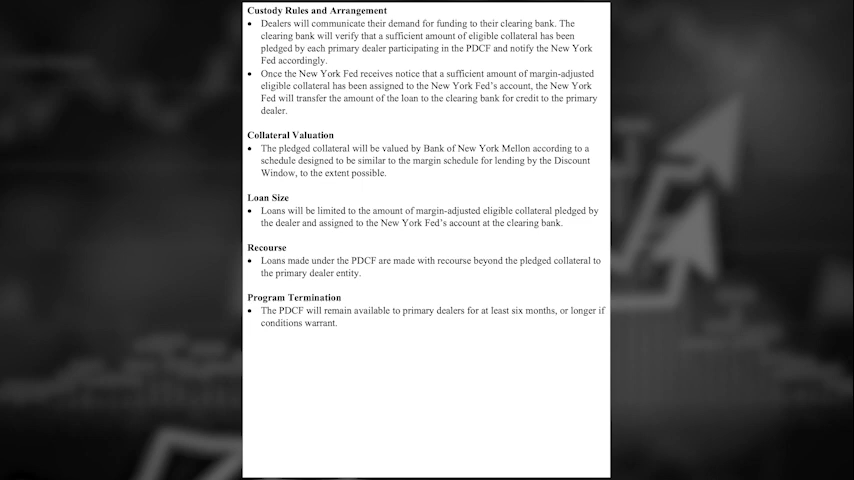 Custody Rules and Arrangement
• Dealers will communicate their demand for funding to their clearing bank. The
clearing bank will verify that a sufficient amount of eligible collateral has been
pledged by each primary dealer participating in the PDCF and notify the New York
Fed accordingly.
• Once the New York Fed receives notice that a sufficient amount of margin-adjusted
eligible collateral has been assigned to the New York Fed's account, the New York
Fed will transfer the amount of the loan to the clearing bank for credit to the primary
dealer.
Collateral Valuation
• The pledged collateral will be valued by Bank of New York Mellon according to a
schedule designed to be similar to the margin schedule for lending by the Discount
Window, to the extent possible.
Loan Size
• Loans will be limited to the amount of margin-adjusted eligible collateral pledged by
the dealer and assigned to the New York Fed's account at the clearing bank.
Recourse
• Loans made under the PDCF are made with recourse beyond the pledged collateral to
the primary dealer entity.
Program Termination
• The PDCF will remain available to primary dealers for at least six months, or longer if
conditions warrant.